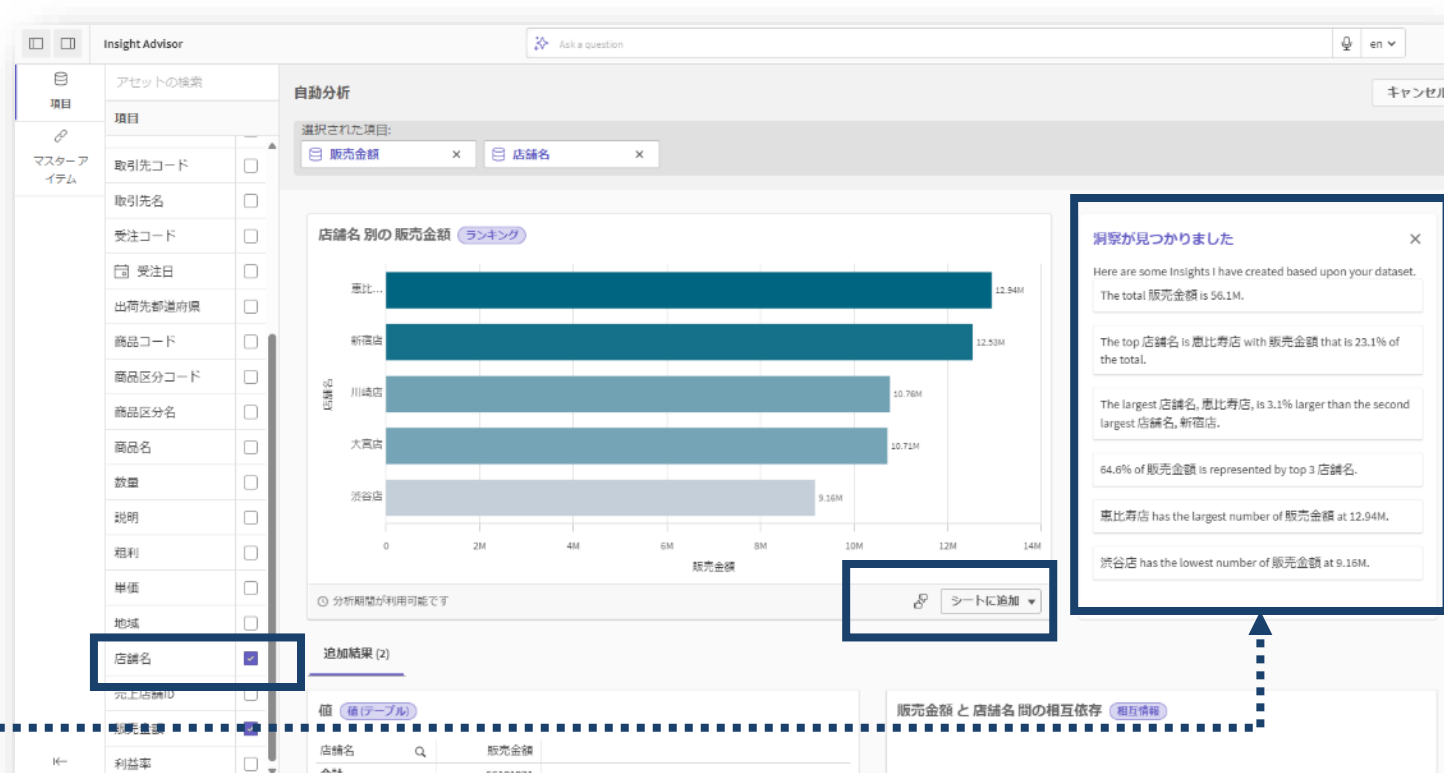 Insight Advisor
Ask a question
en
項目
マスターア
イテム
アセットの検索
項目
取引先コード
取引先名
受注コード
受注日
出荷先都道府県
商品コード
商品区分コード
商品区分名
商品名
数量
説明
粗利
単価
地域
店舗名
売上店舗ID
販売金額
利益率
自動分析
キャンセル
選択された項目:
販売金額
店舗名
店舗名 別の 販売金額
ランキング
恵比...
12.94M
新宿店
12.53M
川崎店
10.76M
大宮店
10.71M
渋谷店
9.16M
店舗名
0 2M 4M 6M 8M 10M 12M 14M
販売金額
分析期間が利用可能です
シートに追加
洞察が見つかりました
Here are some Insights I have created based upon your dataset.
The total 販売金額 is 56.1M.
The top 店舗名 is 恵比寿店 with 販売金額 that is 23.1% of
the total.
The largest 店舗名, 恵比寿店, is 3.1% larger than the second
largest 店舗名, 新宿店.
64.6% of 販売金額 is represented by top 3 店舗名.
恵比寿店 has the largest number of 販売金額 at 12.94M.
渋谷店 has the lowest number of 販売金額 at 9.16M.
追加結果 (2)
値
値 (テーブル)
店舗名
販売金額
合計
販売金額 と 店舗名 間の相互依存
相互情報